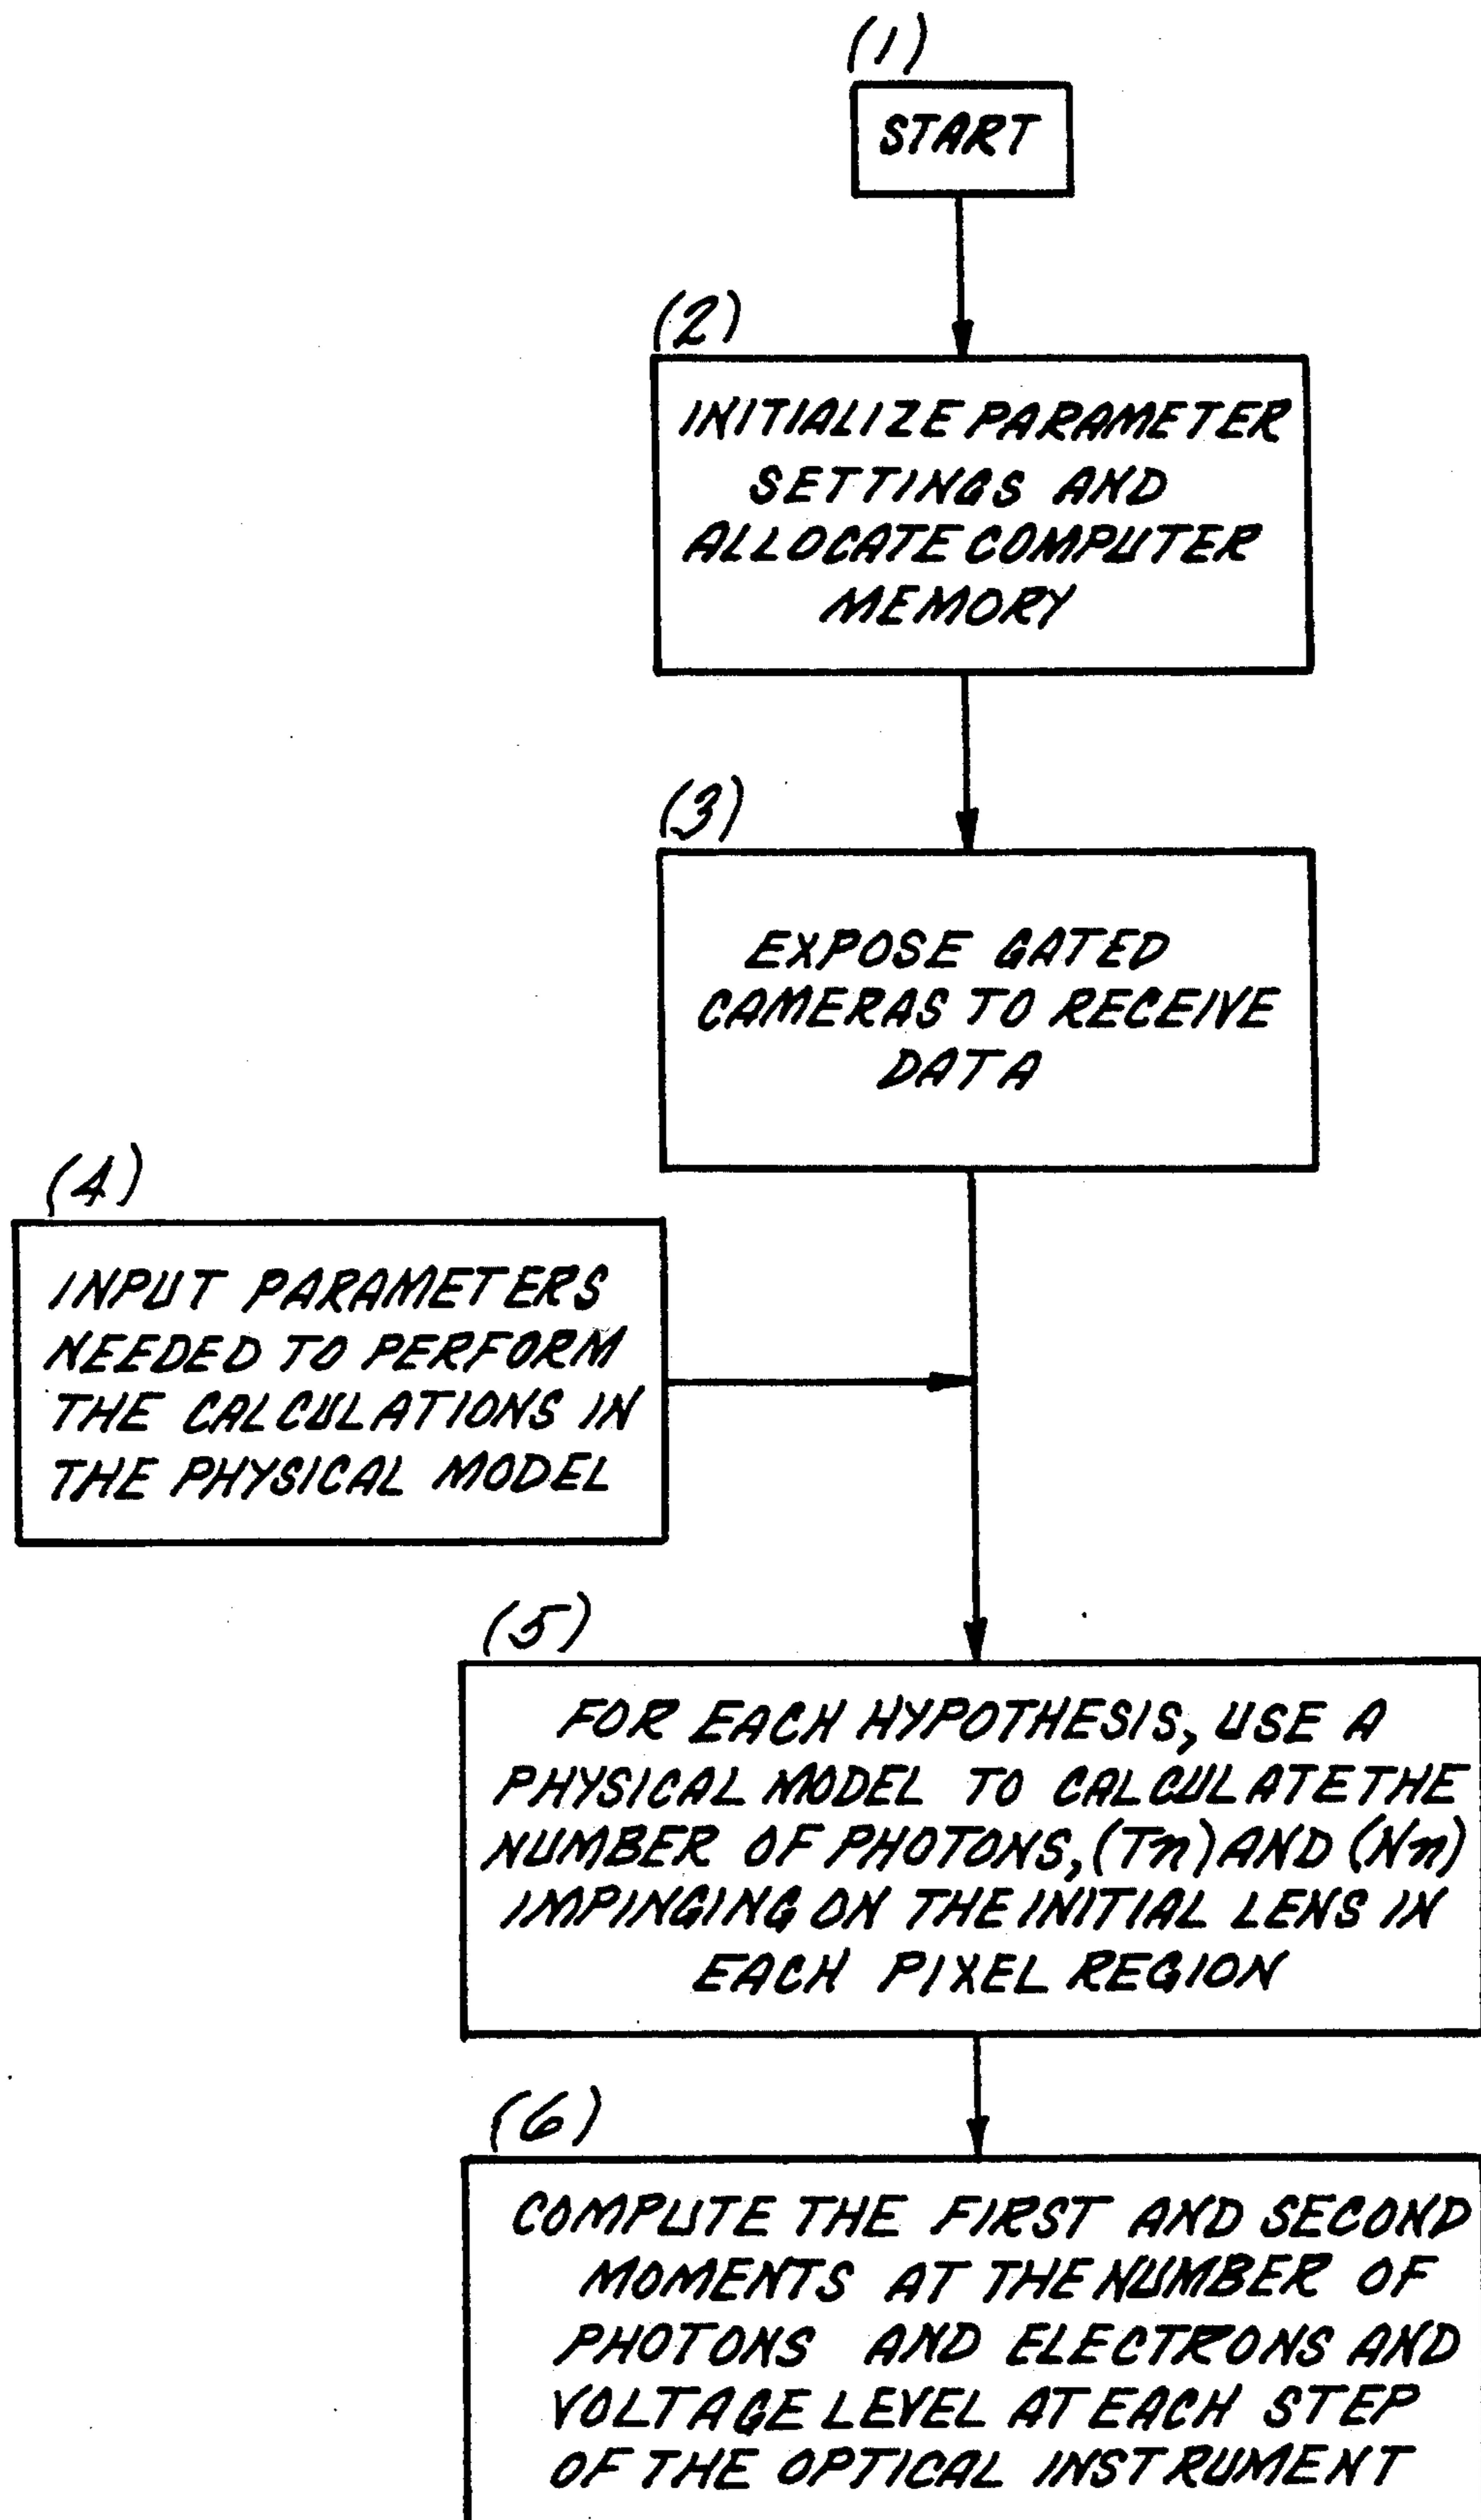 (1)
START
(2)
INITIALIZE PARAMETER
SETTINGS AND
ALLOCATE COMPUTER
MEMORY
(3)
EXPOSE GATED
CAMERAS TO RECEIVE
DATA
(4)
INPUT PARAMETERS
NEEDED TO PERFORM
THE CALCULATIONS IN
THE PHYSICAL MODEL
(5)
FOR EACH HYPOTHESIS, USE A
PHYSICAL MODEL TO CALCULATE THE
NUMBER OF PHOTONS, (Tn) AND (Nn)
IMPINGING ON THE INITIAL LENS IN
EACH PIXEL REGION
(6)
COMPUTE THE FIRST AND SECOND
MOMENTS AT THE NUMBER OF
PHOTONS AND ELECTRONS AND
VOLTAGE LEVEL AT EACH STEP
OF THE OPTICAL INSTRUMENT